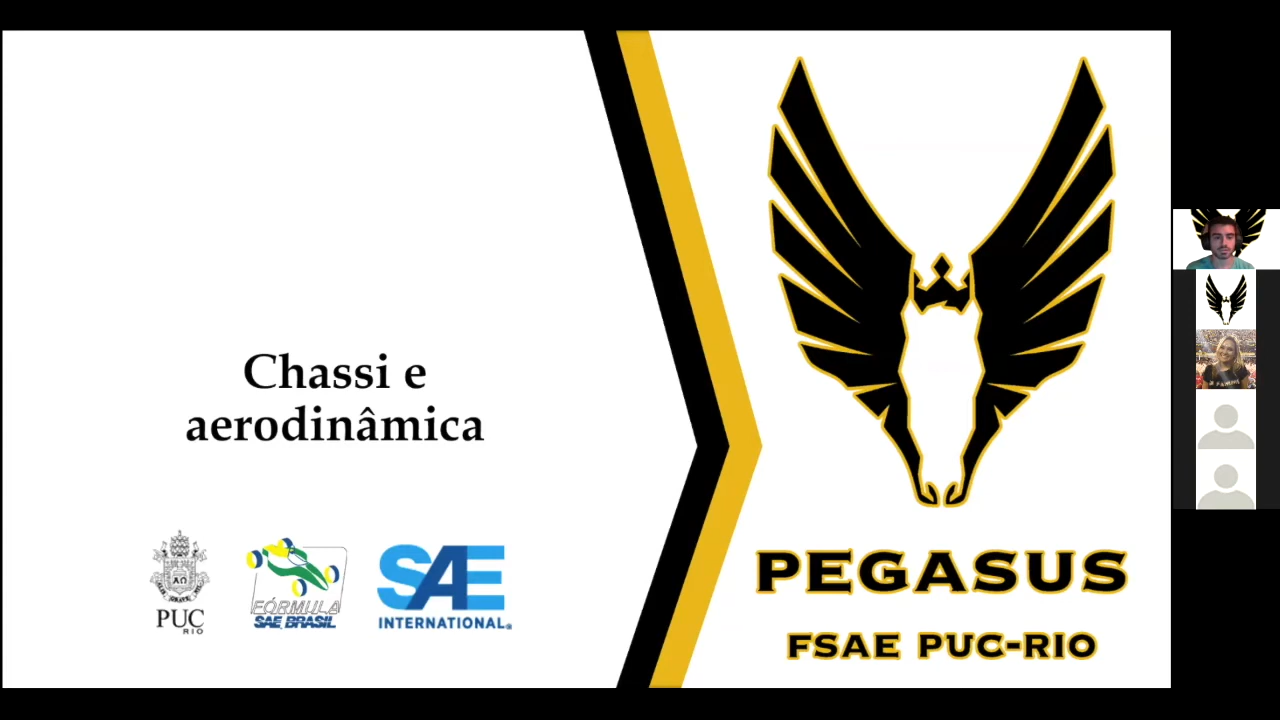 Chassi e
aerodinâmica
PUC
RIO
FÓRMULA
SAE BRASIL
SAE
INTERNATIONAL®
PEGASUS
FSAE PUC-RIO